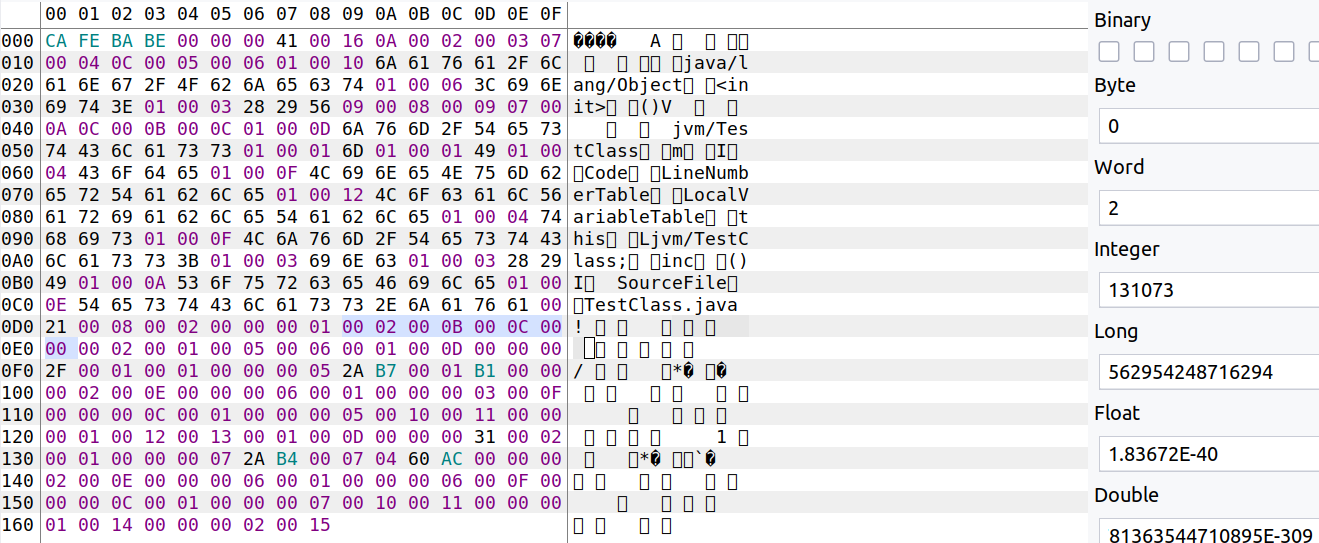 00 01 02 03 04 05 06 07 08 09 0A 0B 0C 0D 0E 0F
000 CA FE BA BE 00 00 00 41 00 16 0A 00 02 00 03 07 ���� A
010 00 04 0C 00 05 00 06 01 00 10 6A 61 76 61 2F 6C java/l
020 61 6E 67 2F 4F 62 6A 65 63 74 01 00 06 3C 69 6E ang/Object <in
030 69 74 3E 01 00 03 28 29 56 09 00 08 00 09 07 00 it> ()V
040 0A 0C 00 0B 00 0C 01 00 0D 6A 76 6D 2F 54 65 73 jvm/Tes
050 74 43 6C 61 73 73 01 00 01 6D 01 00 01 49 01 00 tClass m I
060 04 43 6F 64 65 01 00 0F 4C 69 6E 65 4E 75 6D 62 Code LineNumb
070 65 72 54 61 62 6C 65 01 00 12 4C 6F 63 61 6C 56 erTable LocalV
080 61 72 69 61 62 6C 65 54 61 62 6C 65 01 00 04 74 ariableTable t
090 68 69 73 01 00 0F 4C 6A 76 6D 2F 54 65 73 74 43 his Ljvm/TestC
0A0 6C 61 73 73 3B 01 00 03 69 6E 63 01 00 03 28 29 lass; inc ()
0B0 49 01 00 0A 53 6F 75 72 63 65 46 69 6C 65 01 00 I SourceFile
0C0 0E 54 65 73 74 43 6C 61 73 73 2E 6A 61 76 61 00 TestClass.java
0D0 21 00 08 00 02 00 00 00 01 00 02 00 0B 00 0C 00 !
0E0 00 00 02 00 01 00 05 00 06 00 01 00 0D 00 00 00
0F0 2F 00 01 00 01 00 00 00 05 2A B7 00 01 B1 00 00 / *� �
100 00 02 00 0E 00 00 00 06 00 01 00 00 00 03 00 0F
110 00 00 00 0C 00 01 00 00 00 05 00 10 00 11 00 00
120 00 01 00 12 00 13 00 01 00 0D 00 00 00 31 00 02 1
130 00 01 00 00 00 07 2A B4 00 07 04 60 AC 00 00 00 *� `�
140 02 00 0E 00 00 00 06 00 01 00 00 00 06 00 0F 00
150 00 00 0C 00 01 00 00 00 07 00 10 00 11 00 00 00
160 01 00 14 00 00 00 02 00 15
Binary
Byte
0
Word
2
Integer
131073
Long
562954248716294
Float
1.83672E-40
Double
81363544710895E-309